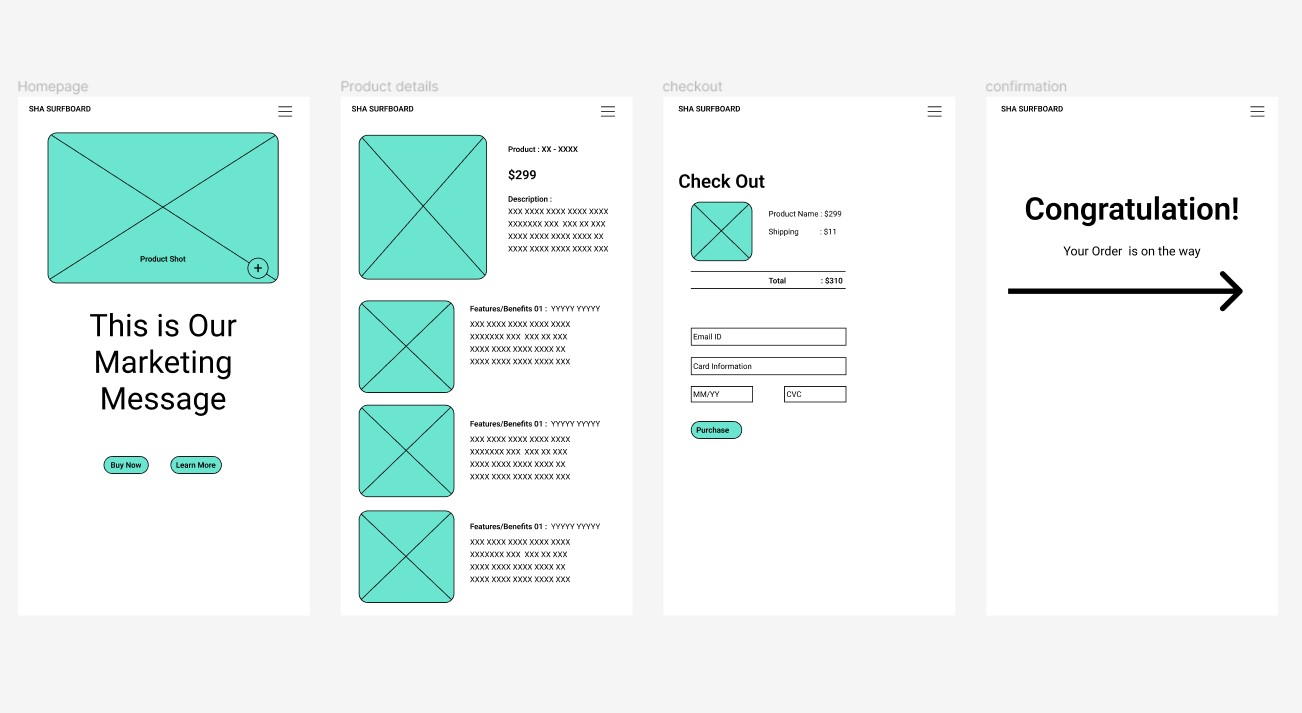 Homepage
SHA SURFBOARD
Product Shot
This is Our
Marketing
Message
Buy Now
Learn More
Product details
SHA SURFBOARD
Product : XX - XXXX
$299
Description :
XXX XXXX XXXX XXXX XXXX
XXXXXXX XXX XXX XX XXX
XXXX XXXX XXXX XXXX XX
XXXX XXXX XXXX XXXX XXX
Features/Benefits 01 : YYYYY YYYYY
XXX XXXX XXXX XXXX XXXX
XXXXXXX XXX XXX XX XXX
XXXX XXXX XXXX XXXX XX
XXXX XXXX XXXX XXXX XXX
Features/Benefits 01 : YYYYY YYYYY
XXX XXXX XXXX XXXX XXXX
XXXXXXX XXX XXX XX XXX
XXXX XXXX XXXX XXXX XX
XXXX XXXX XXXX XXXX XXX
Features/Benefits 01 : YYYYY YYYYY
XXX XXXX XXXX XXXX XXXX
XXXXXXX XXX XXX XX XXX
XXXX XXXX XXXX XXXX XX
XXXX XXXX XXXX XXXX XXX
checkout
SHA SURFBOARD
Check Out
Product Name : $299
Shipping : $11
Total : $310
Email ID
Card Information
MM/YY
CVC
Purchase
confirmation
SHA SURFBOARD
Congratulation!
Your Order is on the way